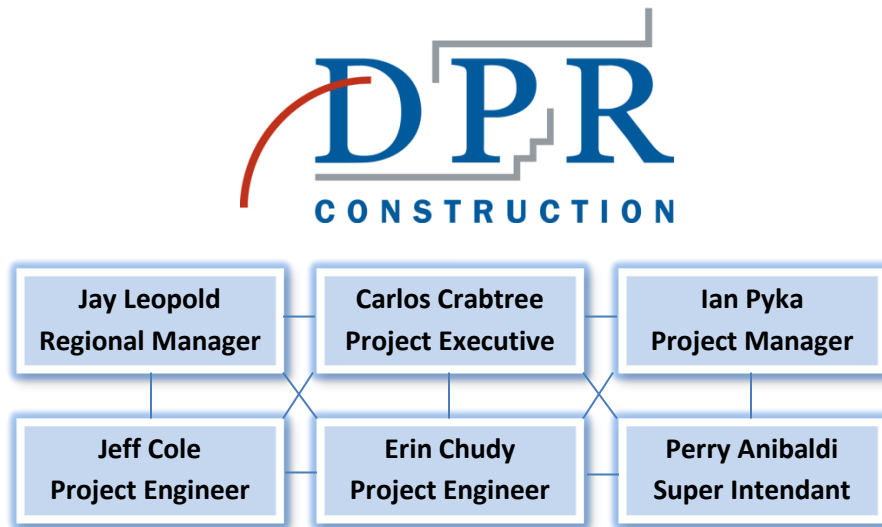 DPR
CONSTRUCTION
Jay Leopold
Regional Manager
Carlos Crabtree
Project Executive
Ian Pyka
Project Manager
Jeff Cole
Project Engineer
Erin Chudy
Project Engineer
Perry Anibaldi
Super Intendant